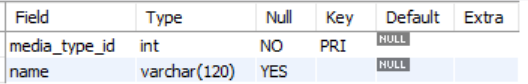 Field Type Null Key Default Extra
media_type_id int NO PRI NULL
name varchar(120) YES NULL